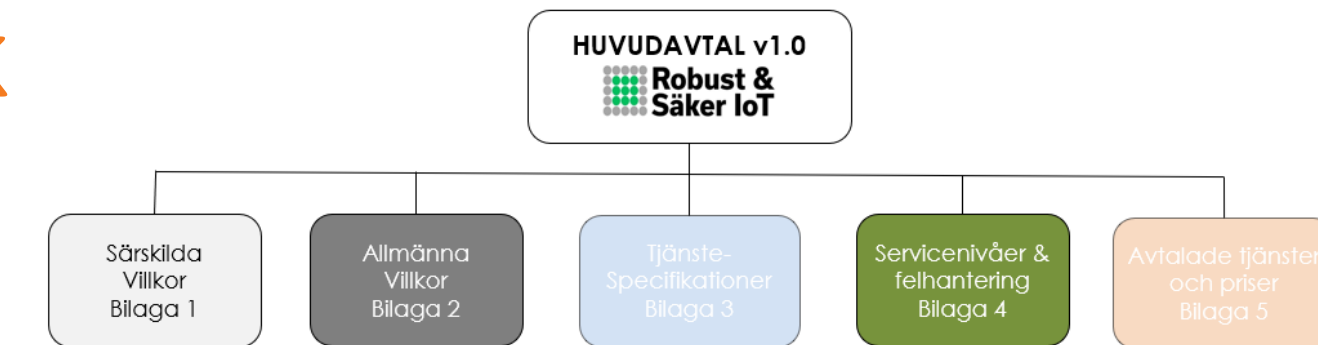 HUVUDAVTAL v1.0
Robust &
Säker IoT
Särskilda
Villkor
Bilaga 1
Allmänna
Villkor
Bilaga 2
Tjänste-
Specifikationer
Bilaga 3
Servicenivåer &
felhantering
Bilaga 4
Avtalade tjänster
och priser
Bilaga 5